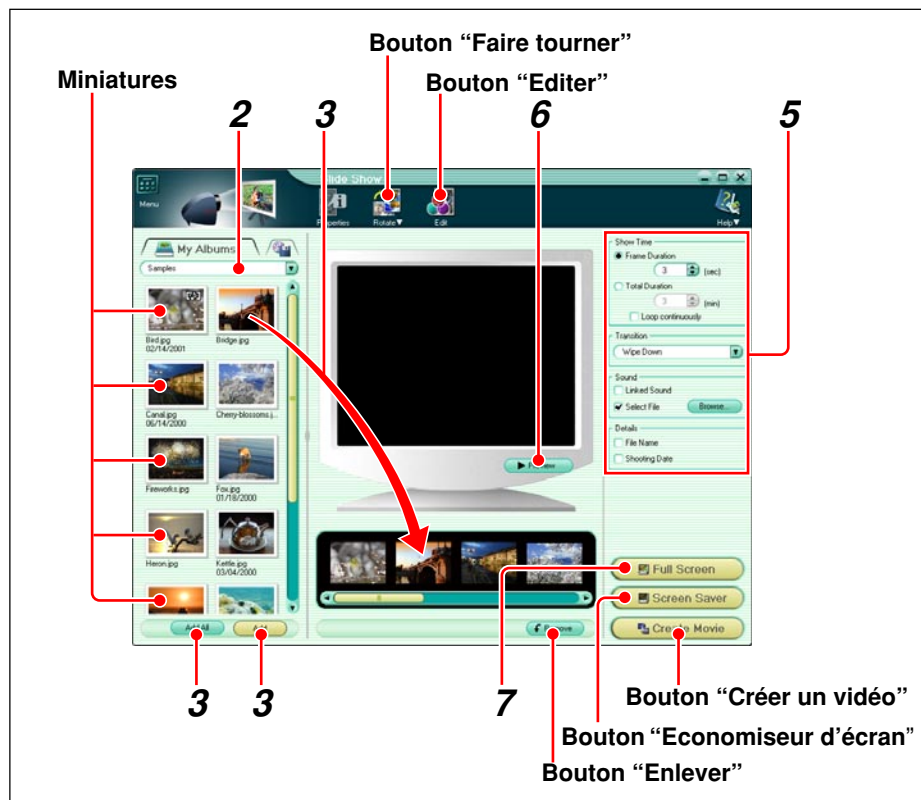 Bouton “Faire tourner”
Miniatures
Bouton “Editer”
2
3
6
5
Slide Show
Menu
Properties
Rotate▼
Edit
Help▼
My Albums
Samples
Bird.jpg
02/14/2001
Bridge.jpg
Canal.jpg
06/14/2000
Cherry-blossoms.j...
Fireworks.jpg
Fox.jpg
01/18/2000
Heron.jpg
Kettle.jpg
03/04/2000
Add All
Add
Preview
Remove
Show Time
Frame Duration
3 (sec)
Total Duration
3 (min)
Loop continuously
Transition
Wipe Down
Sound
Linked Sound
Select File
Browse...
Details
File Name
Shooting Date
Full Screen
Screen Saver
Create Movie
3
3
7
Bouton “Créer un vidéo”
Bouton “Economiseur d’écran”
Bouton “Enlever”